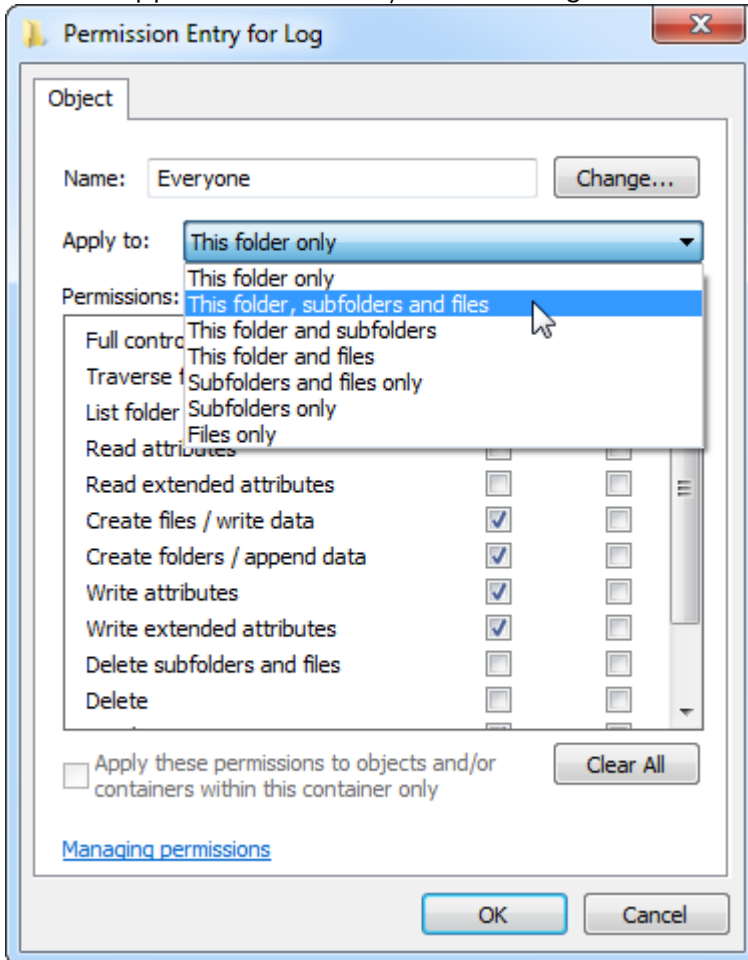 Permission Entry for Log
Object
Name: Everyone Change...
Apply to: This folder only
This folder only
Permissions: This folder, subfolders and files
Full contro This folder and subfolders
This folder and files
Traverse f Subfolders and files only
List folder Subfolders only
Files only
Read attributes
Read extended attributes
Create files / write data
Create folders / append data
Write attributes
Write extended attributes
Delete subfolders and files
Delete
Apply these permissions to objects and/or Clear All
containers within this container only
Managing permissions
OK Cancel